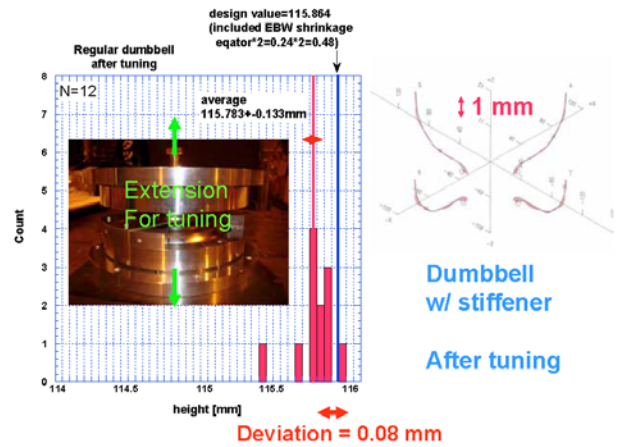 design value=115.864
(included EBW shrinkage
eqator*2=0.24*2=0.48)
Regular dumbbell
after tuning
N=12
average
115.783+-0.133mm
Extension
For tuning
1 mm
Count
8
7
6
5
4
3
2
1
0
114
114.5
115
115.5
116
height [mm]
Deviation = 0.08 mm
Dumbbell
w/ stiffener
After tuning